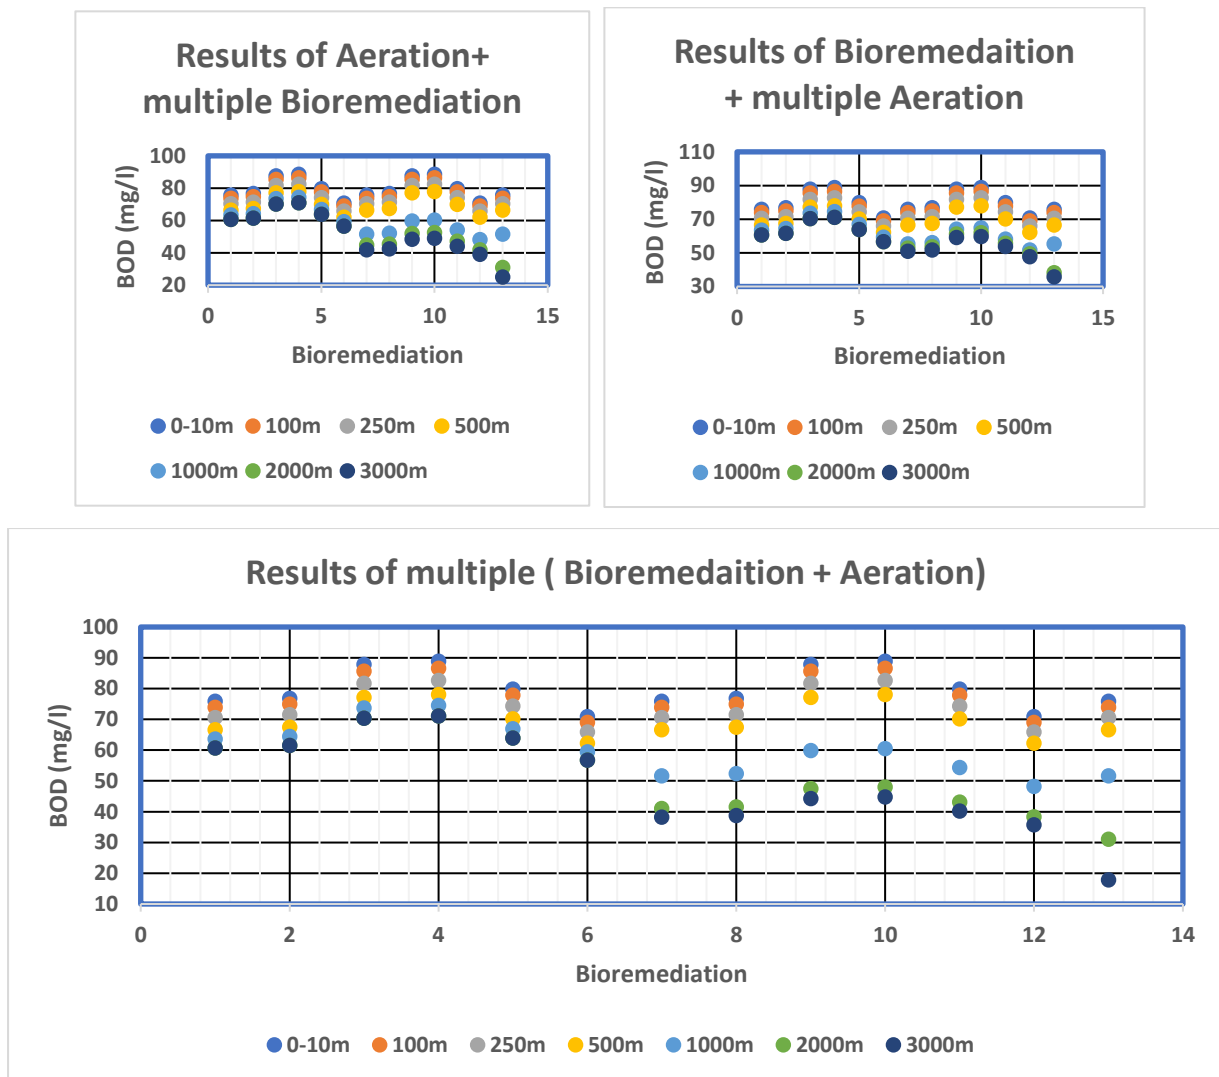 Results of Aeration+
multiple Bioremediation
BOD (mg/l)
100
80
60
40
20
0 5 10 15
Bioremediation
0-10m 100m 250m 500m
1000m 2000m 3000m
Results of Bioremedaition
+ multiple Aeration
BOD (mg/l)
110
90
70
50
30
0 5 10 15
Bioremediation
0-10m 100m 250m 500m
1000m 2000m 3000m
Results of multiple ( Bioremedaition + Aeration)
BOD (mg/l)
100
90
80
70
60
50
40
30
20
10
0 2 4 6 8 10 12 14
Bioremediation
0-10m 100m 250m 500m 1000m 2000m 3000m